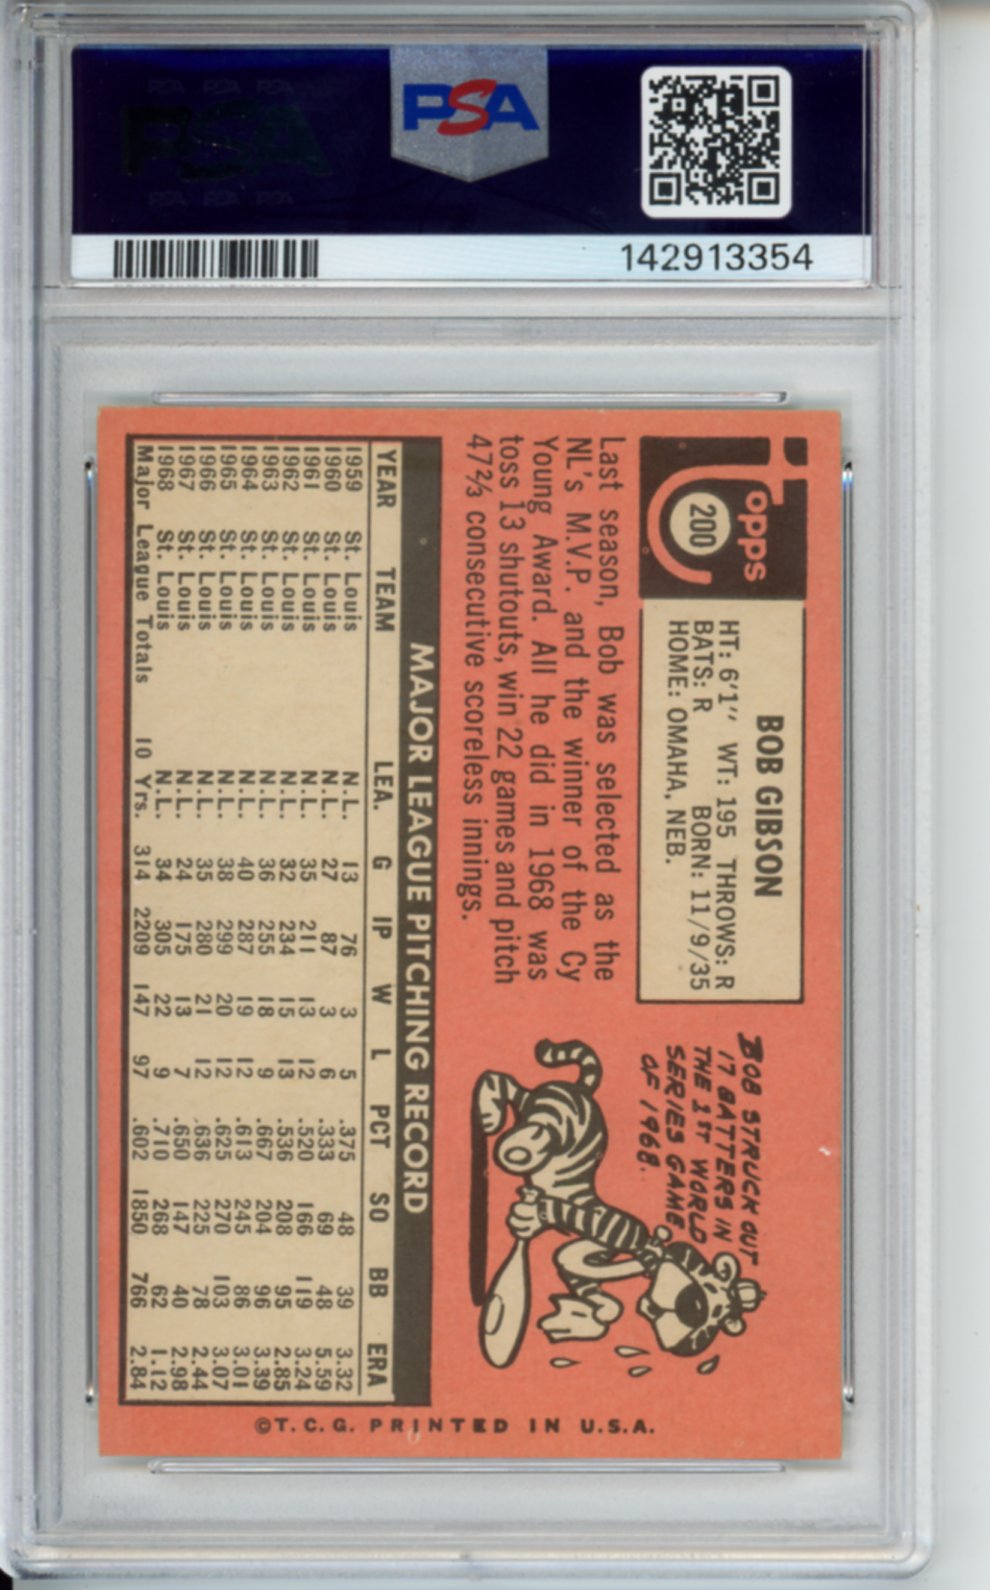 PSA
142913354
Topps
200
BOB GIBSON
HT: 6'1" WT: 195 THROWS: R
BATS: R BORN: 11/9/35
HOME: OMAHA, NEB.
Last season, Bob was selected as the
NL's M.V.P. and the winner of the Cy
Young Award. All he did in 1968 was
toss 13 shutouts, win 22 games and pitch
47⅔ consecutive scoreless innings.
BOB STRUCK OUT
17 BATTERS IN
THE 1ST WORLD
SERIES GAME
OF 1968.
MAJOR LEAGUE PITCHING RECORD
YEAR TEAM LEA. G IP W L PCT SO BB ERA
1959 St. Louis N.L. 13 76 3 5 .375 48 39 3.32
1960 St. Louis N.L. 27 87 3 6 .333 69 48 5.59
1961 St. Louis N.L. 35 211 13 12 .520 166 119 3.24
1962 St. Louis N.L. 32 234 15 13 .536 208 95 2.85
1963 St. Louis N.L. 36 255 18 9 .667 204 96 3.39
1964 St. Louis N.L. 40 287 19 12 .613 245 86 3.01
1965 St. Louis N.L. 38 299 20 12 .625 270 103 3.07
1966 St. Louis N.L. 35 280 21 12 .636 225 78 2.44
1967 St. Louis N.L. 24 175 13 7 .650 147 40 2.98
1968 St. Louis N.L. 34 305 22 9 .710 268 62 1.12
Major League Totals 10 Yrs. 314 2209 147 97 .602 1850 766 2.84
©T.C.G. PRINTED IN U.S.A.